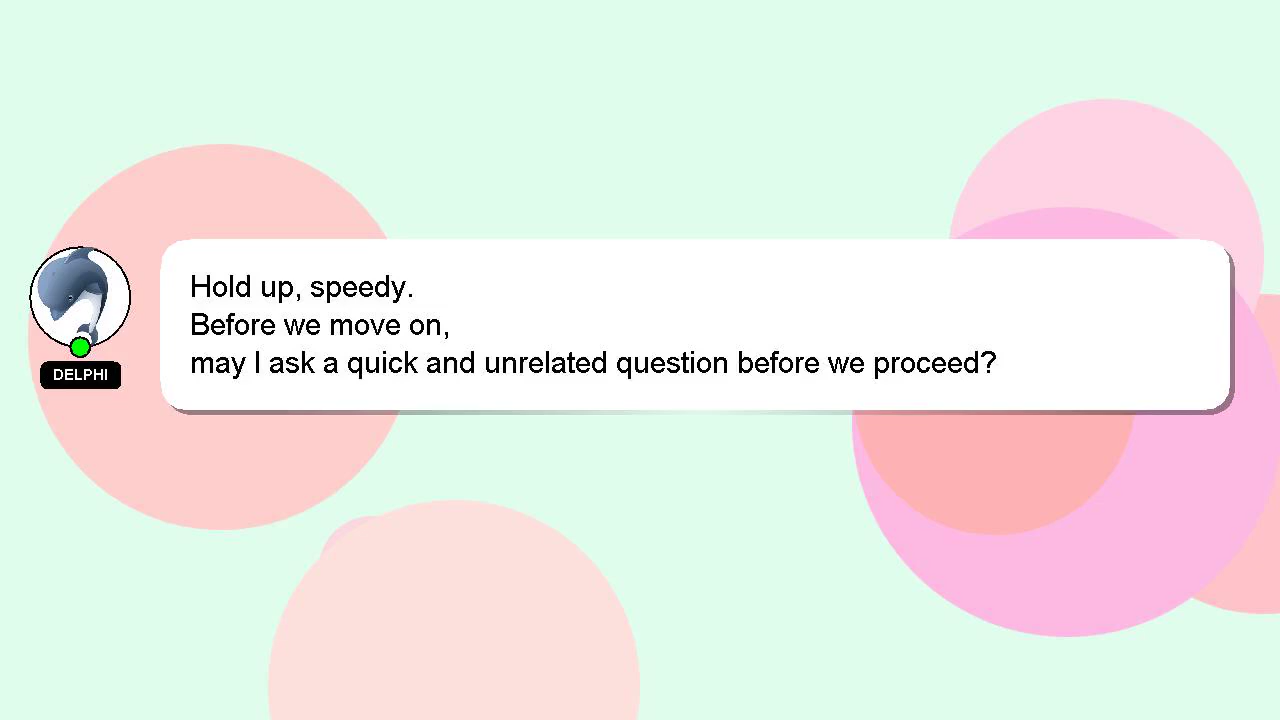 Hold up, speedy.
Before we move on,
may I ask a quick and unrelated question before we proceed?
DELPHI